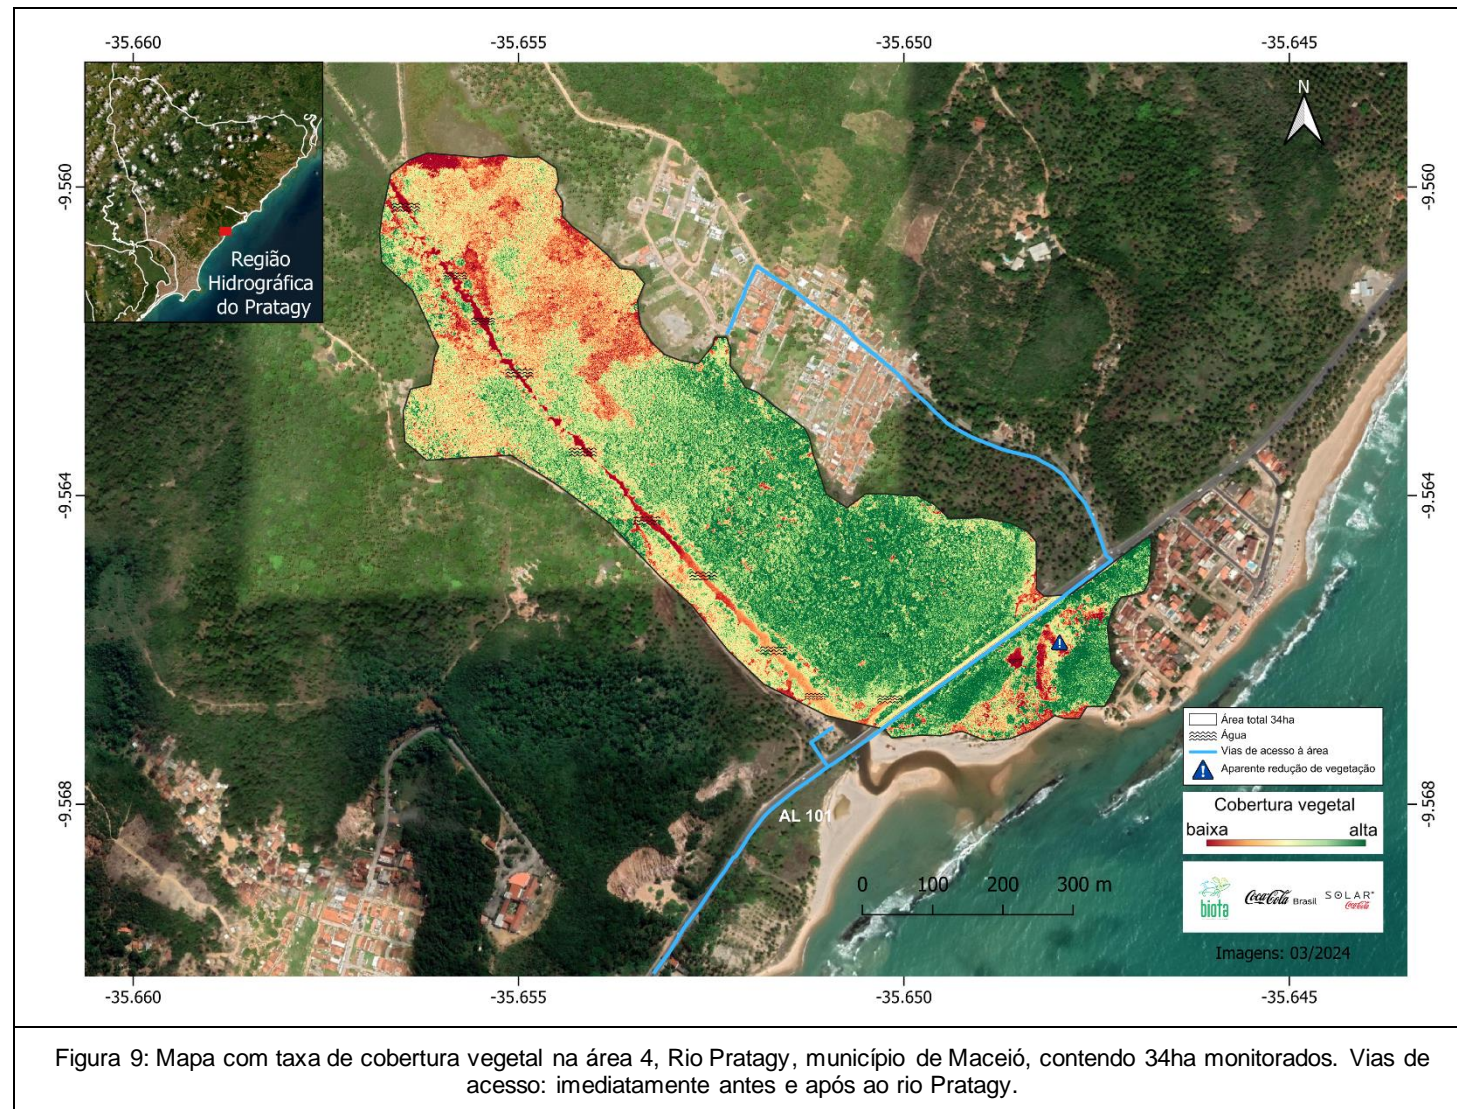 -35.660
-35.655
-35.650
-35.645
N
-9.560
-9.560
Região
Hidrográfica
do Pratagy
-9.564
-9.564
Área total 34ha
Água
Vias de acesso à área
Aparente redução de vegetação
-9.568
-9.568
AL 101
Cobertura vegetal
baixa
alta
0
100
200
300 m
biota
Coca-Cola Brasil
SOLAR
Coca-Cola
Imagens: 03/2024
-35.660
-35.655
-35.650
-35.645
Figura 9: Mapa com taxa de cobertura vegetal na área 4, Rio Pratagy, município de Maceió, contendo 34ha monitorados. Vias de
acesso: imediatamente antes e após ao rio Pratagy.